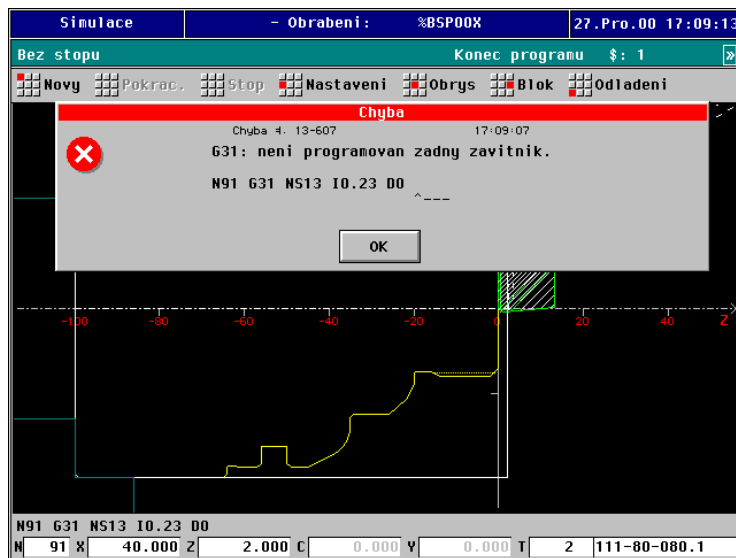 Simulace - Obrabeni: %BSP00X 27.Pro.00 17:09:13
Bez stopu Konec programu $: 1 »
Novy Pokrac. Stop Nastaveni Obrys Blok Odladeni
Chyba
Chyba #. 13-607 17:09:07
G31: neni programovan zadny zavitnik.
N91 G31 NS13 I0.23 D0
^___
OK
-100 -80 -60 -40 -20 0 20 40 Z
N91 G31 NS13 I0.23 D0
N 91 X 40.000 Z 2.000 C 0.000 Y 0.000 T 2 111-80-080.1